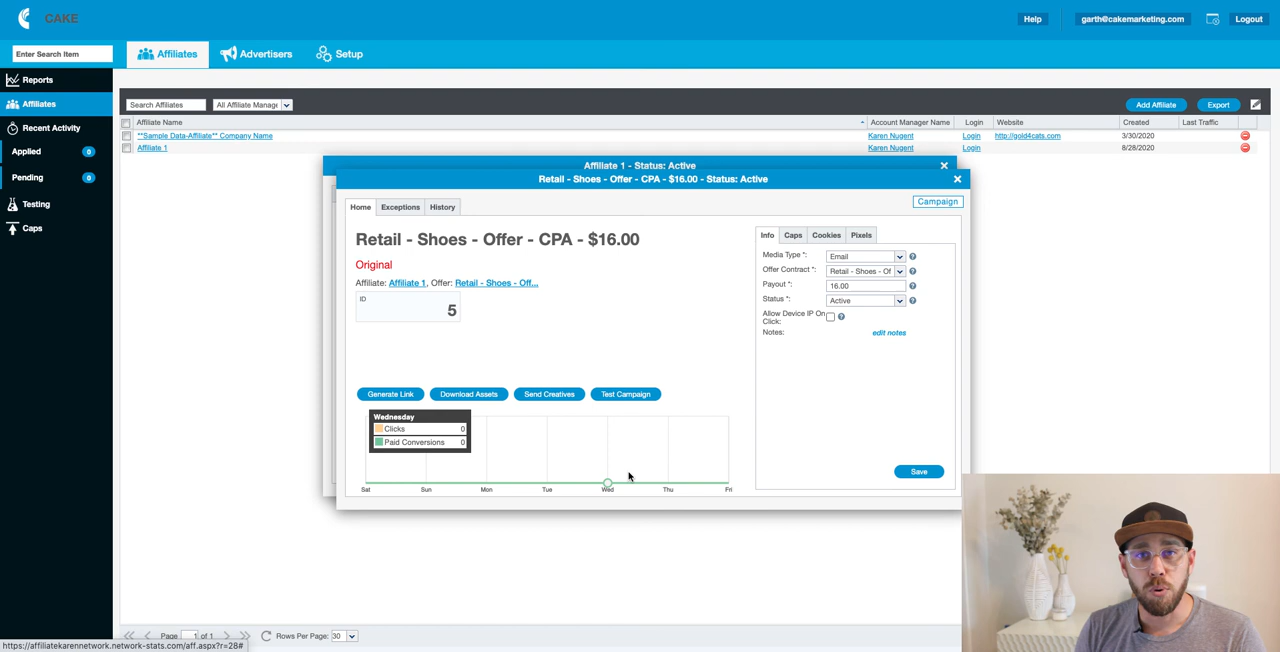 CAKE
Help
garth@cakemarketing.com
Logout
Enter Search Item
Affiliates
Advertisers
Setup
Reports
Affiliates
Recent Activity
Applied 0
Pending 0
Testing
Caps
Search Affiliates
All Affiliate Manag
Add Affiliate
Export
Affiliate Name
Account Manager Name
Login
Website
Created
Last Traffic
**Sample Data-Affiliate** Company Name
Karen Nugent
Login
http://gold4cats.com
3/30/2020
Affiliate 1
Karen Nugent
Login
8/28/2020
Affiliate 1 - Status: Active
Retail - Shoes - Offer - CPA - $16.00 - Status: Active
Home
Exceptions
History
Campaign
Retail - Shoes - Offer - CPA - $16.00
Original
Affiliate: Affiliate 1, Offer: Retail - Shoes - Off...
ID
5
Generate Link
Download Assets
Send Creatives
Test Campaign
Wednesday
Clicks 0
Paid Conversions 0
Sat
Sun
Mon
Tue
Wed
Thu
Fri
Info
Caps
Cookies
Pixels
Media Type *: Email
Offer Contract *: Retail - Shoes - Of
Payout *: 16.00
Status *: Active
Allow Device IP On
Click:
Notes: edit notes
Save
Page 1 of 1
Rows Per Page: 30
https://affiliatekarennetwork.network-stats.com/aff.aspx?r=28#